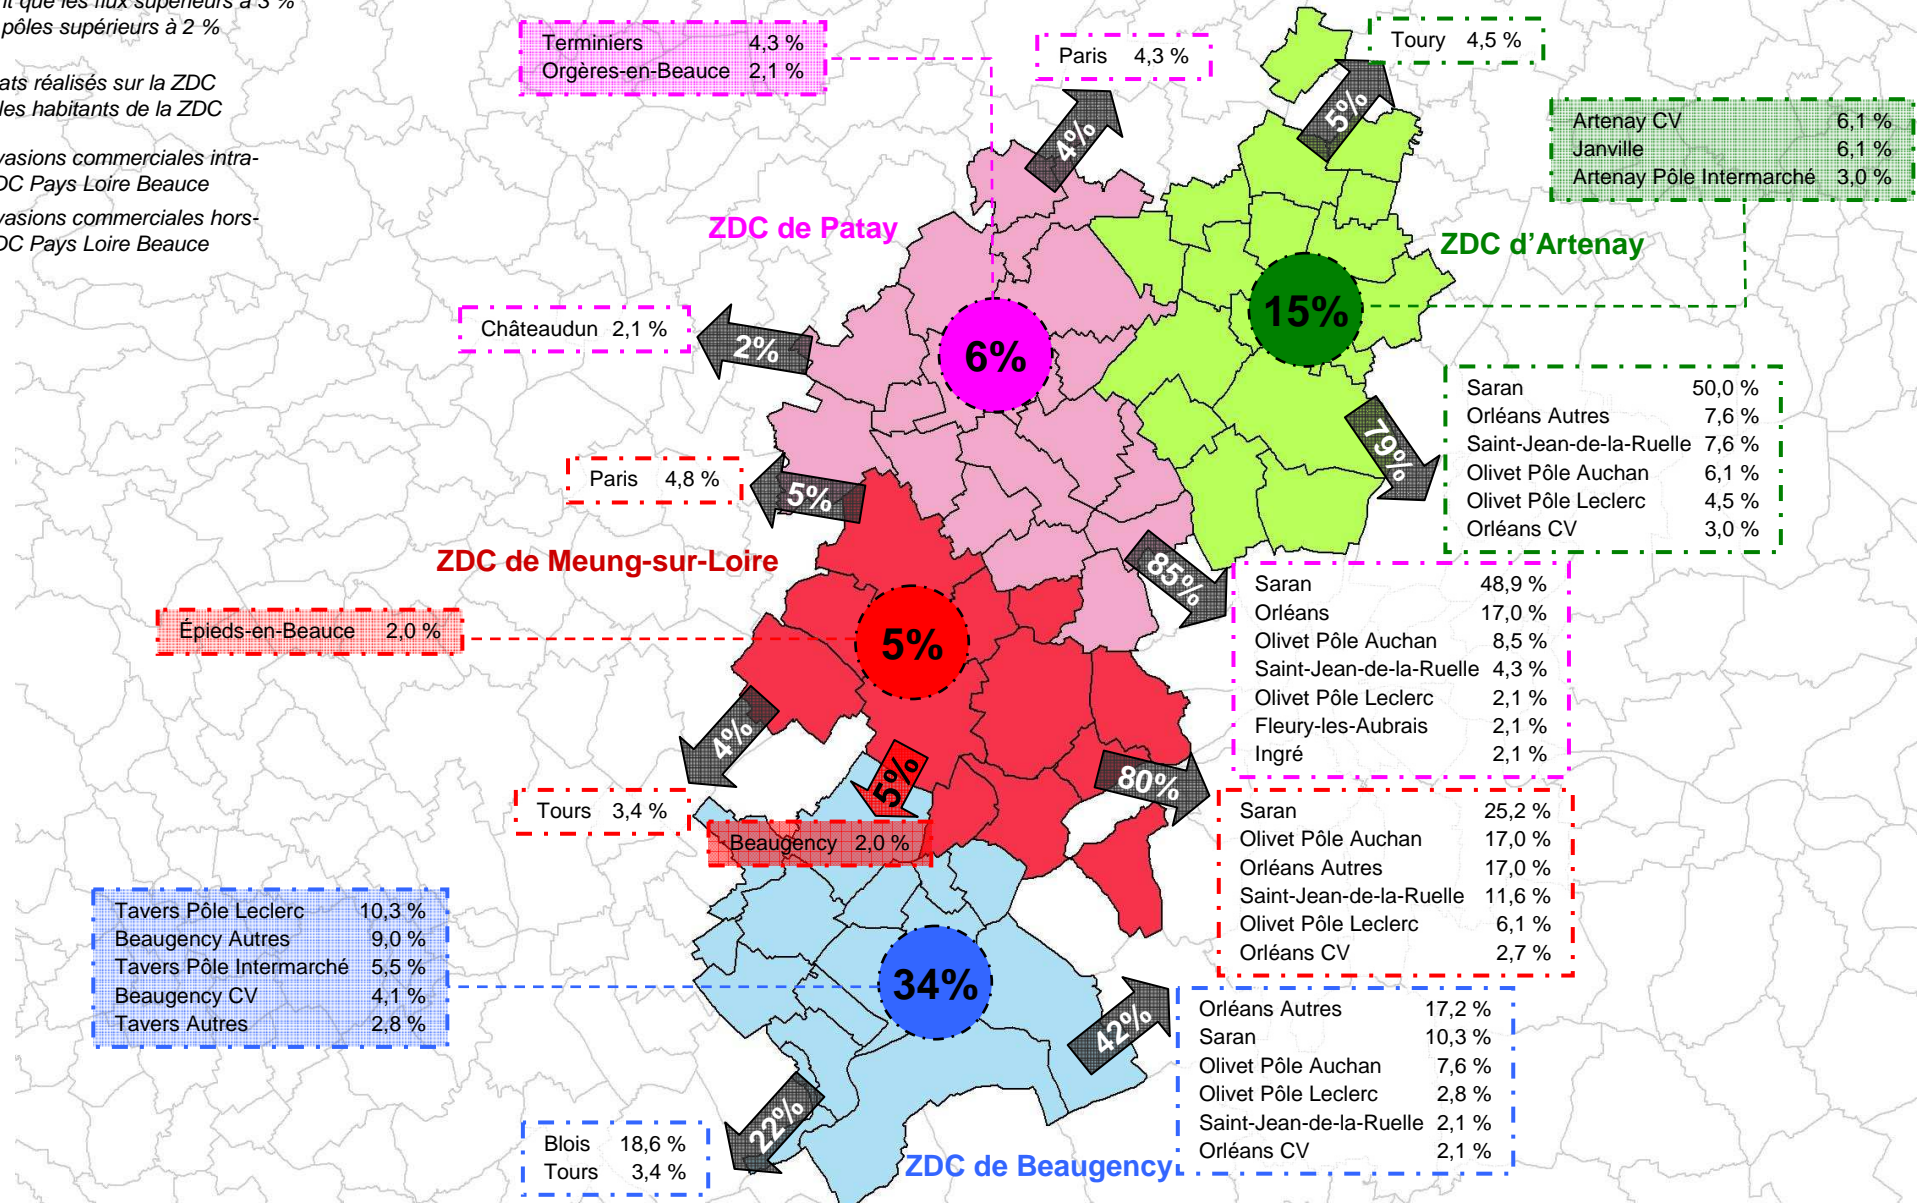 nt que les flux supérieurs à 3 %
pôles supérieurs à 2 %
ats réalisés sur la ZDC
les habitants de la ZDC
vasions commerciales intra-
DC Pays Loire Beauce
vasions commerciales hors-
DC Pays Loire Beauce
Terminiers 4,3 %
Orgères-en-Beauce 2,1 %
Paris 4,3 %
4%
Toury 4,5 %
5%
Artenay CV 6,1 %
Janville 6,1 %
Artenay Pôle Intermarché 3,0 %
ZDC de Patay
ZDC d'Artenay
15%
Châteaudun 2,1 %
2%
6%
Saran 50,0 %
Orléans Autres 7,6 %
Saint-Jean-de-la-Ruelle 7,6 %
Olivet Pôle Auchan 6,1 %
Olivet Pôle Leclerc 4,5 %
Orléans CV 3,0 %
79%
Paris 4,8 %
5%
ZDC de Meung-sur-Loire
85%
Saran 48,9 %
Orléans 17,0 %
Olivet Pôle Auchan 8,5 %
Saint-Jean-de-la-Ruelle 4,3 %
Olivet Pôle Leclerc 2,1 %
Fleury-les-Aubrais 2,1 %
Ingré 2,1 %
Épieds-en-Beauce 2,0 %
5%
4%
Tours 3,4 %
5%
Beaugency 2,0 %
80%
Saran 25,2 %
Olivet Pôle Auchan 17,0 %
Orléans Autres 17,0 %
Saint-Jean-de-la-Ruelle 11,6 %
Olivet Pôle Leclerc 6,1 %
Orléans CV 2,7 %
Tavers Pôle Leclerc 10,3 %
Beaugency Autres 9,0 %
Tavers Pôle Intermarché 5,5 %
Beaugency CV 4,1 %
Tavers Autres 2,8 %
34%
42%
Orléans Autres 17,2 %
Saran 10,3 %
Olivet Pôle Auchan 7,6 %
Olivet Pôle Leclerc 2,8 %
Saint-Jean-de-la-Ruelle 2,1 %
Orléans CV 2,1 %
22%
Blois 18,6 %
Tours 3,4 %
ZDC de Beaugency